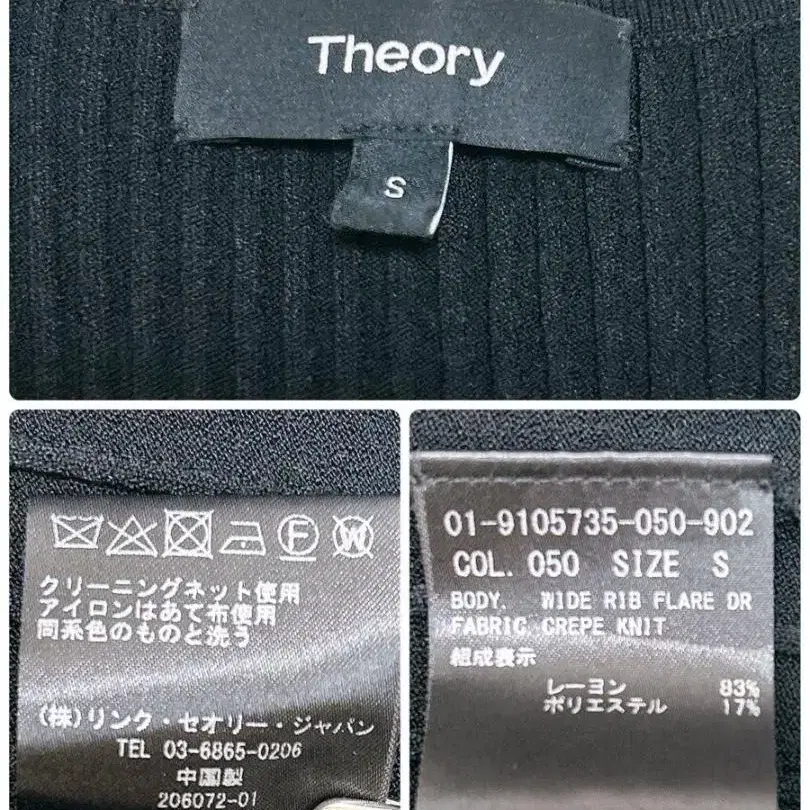 Theory
S
クリーニングネット使用
アイロンはあて布使用
同系色のものと洗う
(株)リンク・セオリー・ジャパン
TEL 03-6865-0206
中国製
206072-01
01-9105735-050-902
COL. 050 SIZE S
BODY. WIDE RIB FLARE DR
FABRIC.CREPE KNIT
組成表示
レーヨン 83%
ポリエステル 17%